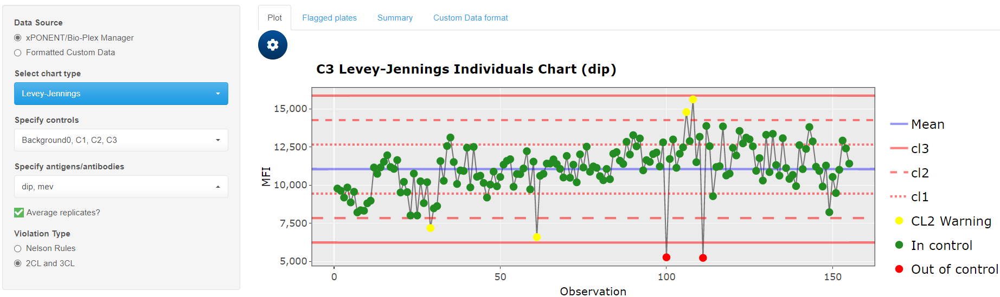 Data Source
xPONENT/Bio-Plex Manager
Formatted Custom Data
Select chart type
Levey-Jennings
Specify controls
Background0, C1, C2, C3
Specify antigens/antibodies
dip, mev
Average replicates?
Violation Type
Nelson Rules
2CL and 3CL
Plot Flagged plates Summary Custom Data format
C3 Levey-Jennings Individuals Chart (dip)
MFI
15,000
12,500
10,000
7,500
5,000
0 50 100 150
Observation
Mean
cl3
cl2
cl1
CL2 Warning
In control
Out of control